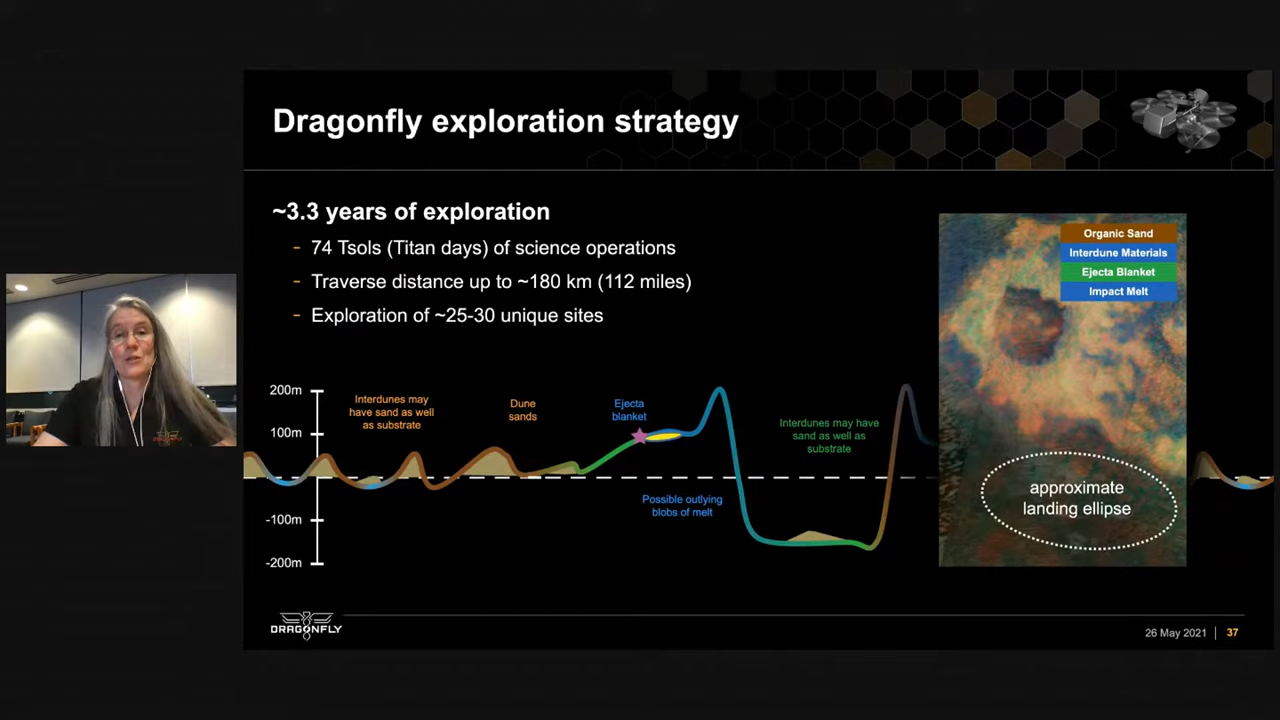 Dragonfly exploration strategy
~3.3 years of exploration
- 74 Tsols (Titan days) of science operations
- Traverse distance up to ~180 km (112 miles)
- Exploration of ~25-30 unique sites
Organic Sand
Interdune Materials
Ejecta Blanket
Impact Melt
200m
100m
-100m
-200m
Interdunes may
have sand as well
as substrate
Dune
sands
Ejecta
blanket
Possible outlying
blobs of melt
Interdunes may have
sand as well as
substrate
approximate
landing ellipse
DRAGONFLY
26 May 2021 | 37